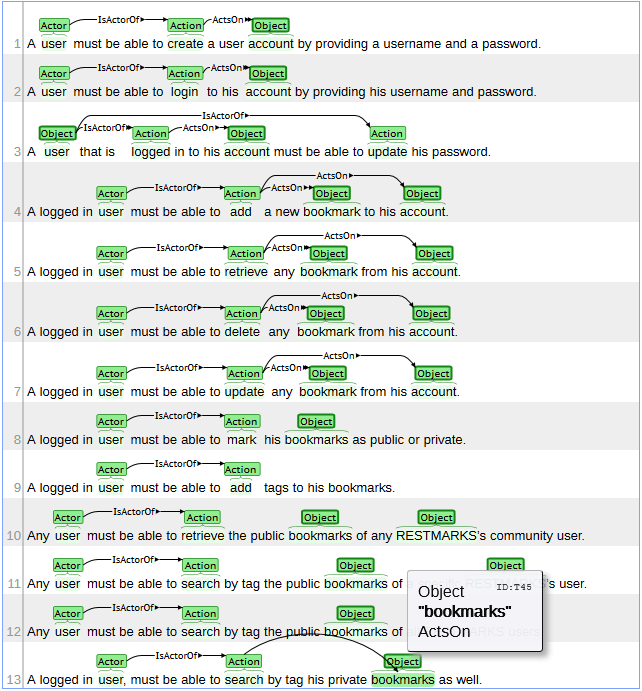 Actor IsActorOf Action ActsOn Object
1 A user must be able to create a user account by providing a username and a password.
Actor IsActorOf Action ActsOn Object
2 A user must be able to login to his account by providing his username and password.
IsActorOf
Object IsActorOf Action ActsOn Object Action
3 A user that is logged in to his account must be able to update his password.
ActsOn
Actor IsActorOf Action ActsOn Object Object
4 A logged in user must be able to add a new bookmark to his account.
ActsOn
Actor IsActorOf Action ActsOn Object Object
5 A logged in user must be able to retrieve any bookmark from his account.
ActsOn
Actor IsActorOf Action ActsOn Object Object
6 A logged in user must be able to delete any bookmark from his account.
ActsOn
Actor IsActorOf Action ActsOn Object Object
7 A logged in user must be able to update any bookmark from his account.
Actor IsActorOf Action Object
8 A logged in user must be able to mark his bookmarks as public or private.
Actor IsActorOf Action
9 A logged in user must be able to add tags to his bookmarks.
Actor IsActorOf Action Object Object
10 Any user must be able to retrieve the public bookmarks of any RESTMARKS's community user.
Actor IsActorOf Action Object Object
11 Any user must be able to search by tag the public bookmarks of 's user.
Object ID:T45
"bookmarks"
ActsOn
Actor IsActorOf Action Object
12 Any user must be able to search by tag the public bookmarks of
Actor IsActorOf Action Object
13 A logged in user, must be able to search by tag his private bookmarks as well.